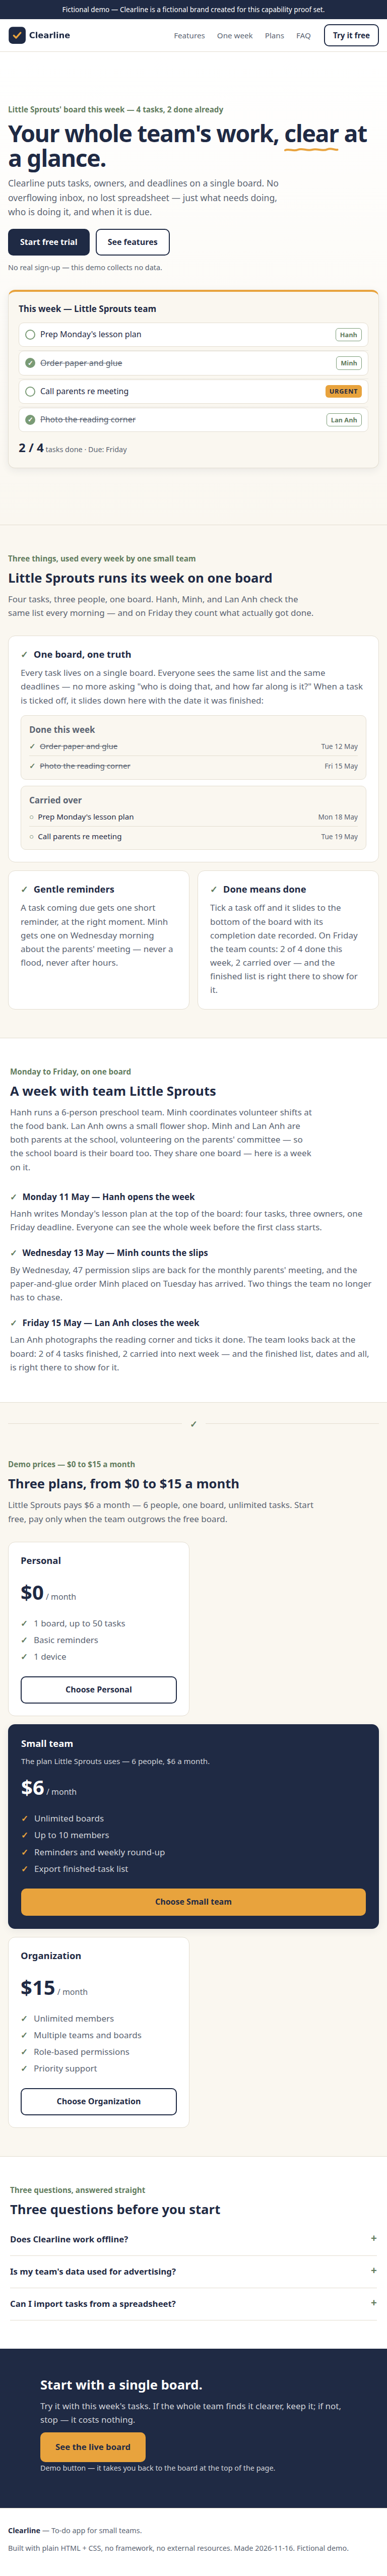 Fictional demo — Clearline is a fictional brand created for this capability proof set.
Clearline
Features
One week
Plans
FAQ
Try it free
Little Sprouts' board this week — 4 tasks, 2 done already
Your whole team's work, clear at
a glance.
Clearline puts tasks, owners, and deadlines on a single board. No
overflowing inbox, no lost spreadsheet — just what needs doing,
who is doing it, and when it is due.
Start free trial
See features
No real sign-up — this demo collects no data.
This week — Little Sprouts team
Prep Monday's lesson plan
Hanh
Order paper and glue
Minh
Call parents re meeting
URGENT
Photo the reading corner
Lan Anh
2 / 4 tasks done · Due: Friday
Three things, used every week by one small team
Little Sprouts runs its week on one board
Four tasks, three people, one board. Hanh, Minh, and Lan Anh check the
same list every morning — and on Friday they count what actually got done.
✓ One board, one truth
Every task lives on a single board. Everyone sees the same list and the same
deadlines — no more asking "who is doing that, and how far along is it?" When a task
is ticked off, it slides down here with the date it was finished:
Done this week
✓ Order paper and glue
Tue 12 May
✓ Photo the reading corner
Fri 15 May
Carried over
○ Prep Monday's lesson plan
Mon 18 May
○ Call parents re meeting
Tue 19 May
✓ Gentle reminders
A task coming due gets one short
reminder, at the right moment. Minh
gets one on Wednesday morning
about the parents' meeting — never a
flood, never after hours.
✓ Done means done
Tick a task off and it slides to the
bottom of the board with its
completion date recorded. On Friday
the team counts: 2 of 4 done this
week, 2 carried over — and the
finished list is right there to show for
it.
Monday to Friday, on one board
A week with team Little Sprouts
Hanh runs a 6-person preschool team. Minh coordinates volunteer shifts at
the food bank. Lan Anh owns a small flower shop. Minh and Lan Anh are
both parents at the school, volunteering on the parents' committee — so
the school board is their board too. They share one board — here is a week
on it.
✓ Monday 11 May — Hanh opens the week
Hanh writes Monday's lesson plan at the top of the board: four tasks, three owners, one
Friday deadline. Everyone can see the whole week before the first class starts.
✓ Wednesday 13 May — Minh counts the slips
By Wednesday, 47 permission slips are back for the monthly parents' meeting, and the
paper-and-glue order Minh placed on Tuesday has arrived. Two things the team no longer
has to chase.
✓ Friday 15 May — Lan Anh closes the week
Lan Anh photographs the reading corner and ticks it done. The team looks back at the
board: 2 of 4 tasks finished, 2 carried into next week — and the finished list, dates and all,
is right there to show for it.
✓
Demo prices — $0 to $15 a month
Three plans, from $0 to $15 a month
Little Sprouts pays $6 a month — 6 people, one board, unlimited tasks. Start
free, pay only when the team outgrows the free board.
Personal
$0 / month
✓ 1 board, up to 50 tasks
✓ Basic reminders
✓ 1 device
Choose Personal
Small team
The plan Little Sprouts uses — 6 people, $6 a month.
$6 / month
✓ Unlimited boards
✓ Up to 10 members
✓ Reminders and weekly round-up
✓ Export finished-task list
Choose Small team
Organization
$15 / month
✓ Unlimited members
✓ Multiple teams and boards
✓ Role-based permissions
✓ Priority support
Choose Organization
Three questions, answered straight
Three questions before you start
Does Clearline work offline? +
Is my team's data used for advertising? +
Can I import tasks from a spreadsheet? +
Start with a single board.
Try it with this week's tasks. If the whole team finds it clearer, keep it; if not,
stop — it costs nothing.
See the live board
Demo button — it takes you back to the board at the top of the page.
Clearline — To-do app for small teams.
Built with plain HTML + CSS, no framework, no external resources. Made 2026-11-16. Fictional demo.